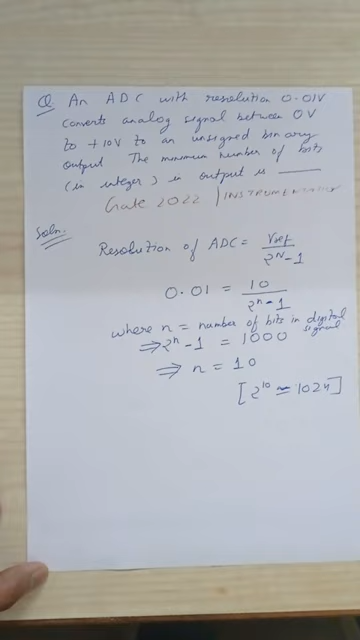 Q. An ADC with resolution 0.01V
converts analog signal between 0V
to +10V to an unsigned binary
output. The minimum number of bits
(in integer) in output is ____
Gate 2022 | INSTRUMENTATION
Soln.
Resolution of ADC = Vref / 2^N - 1
0.01 = 10 / 2^n - 1
where n = number of bits in digital signal
⇒ 2^n - 1 = 1000
⇒ n = 10
[2^10 ≃ 1024]